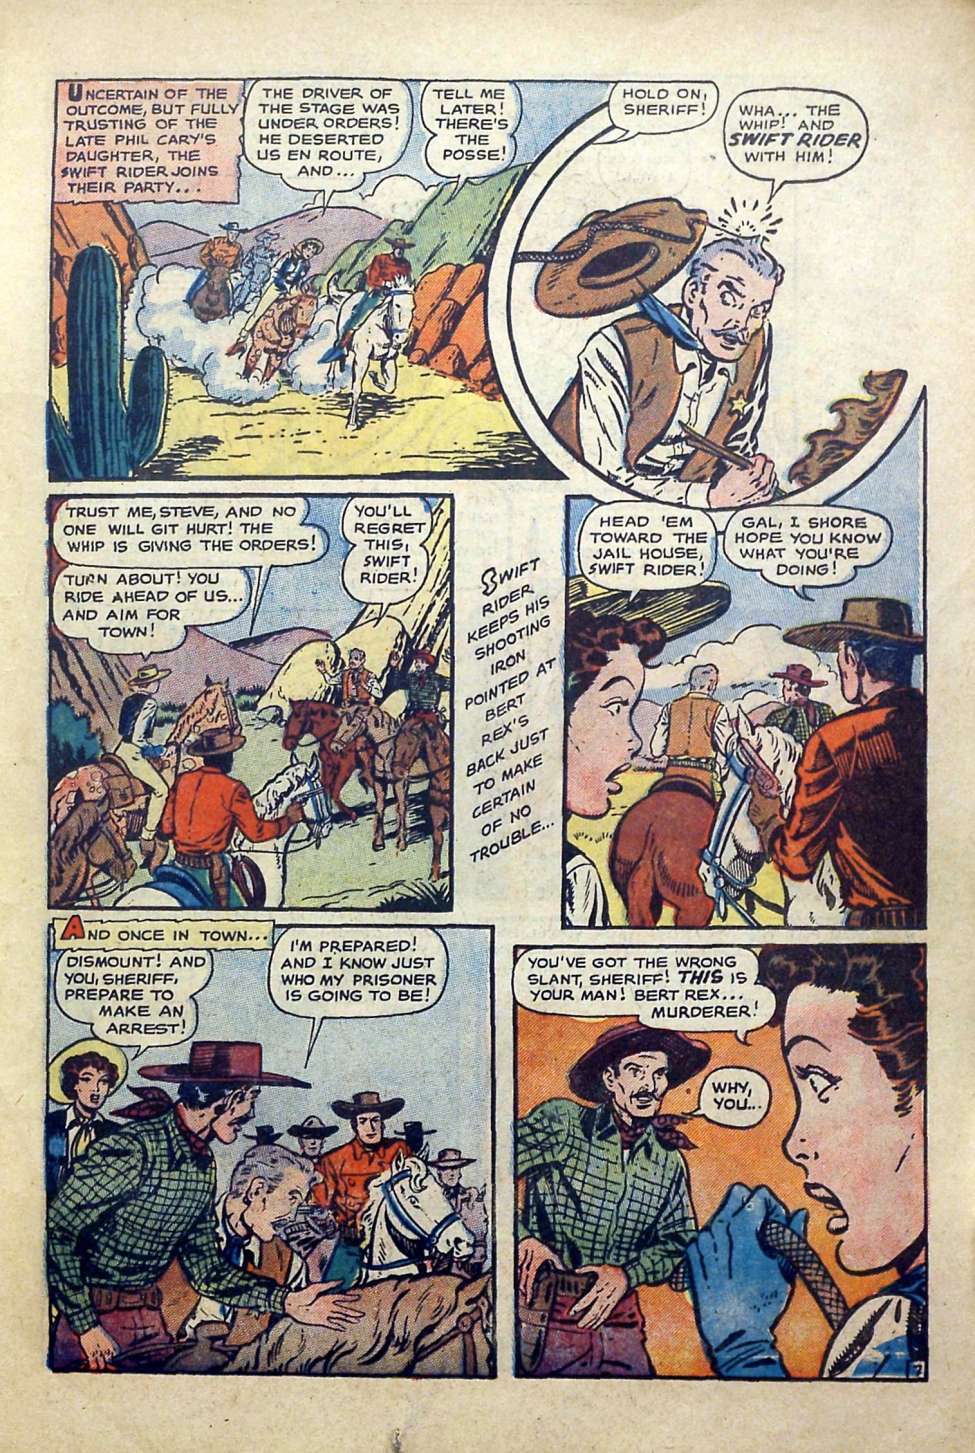 UNCERTAIN OF THE
OUTCOME, BUT FULLY
TRUSTING OF THE
LATE PHIL CARY'S
DAUGHTER, THE
SWIFT RIDER JOINS
THEIR PARTY...
THE DRIVER OF
THE STAGE WAS
UNDER ORDERS!
HE DESERTED
US EN ROUTE,
AND...
TELL ME
LATER!
THERE'S
THE
POSSE!
HOLD ON,
SHERIFF!
WHA... THE
WHIP! AND
SWIFT RIDER
WITH HIM!
TRUST ME, STEVE, AND NO
ONE WILL GIT HURT! THE
WHIP IS GIVING THE ORDERS!
TURN ABOUT! YOU
RIDE AHEAD OF US...
AND AIM FOR
TOWN!
YOU'LL
REGRET
THIS,
SWIFT
RIDER!
SWIFT
RIDER
KEEPS HIS
SHOOTING
IRON
POINTED AT
BERT
REX'S
BACK JUST
TO MAKE
CERTAIN
OF NO
TROUBLE...
HEAD 'EM
TOWARD THE
JAIL HOUSE,
SWIFT RIDER!
GAL, I SHORE
HOPE YOU KNOW
WHAT YOU'RE
DOING!
AND ONCE IN TOWN...
DISMOUNT! AND
YOU, SHERIFF,
PREPARE TO
MAKE AN
ARREST!
I'M PREPARED!
AND I KNOW JUST
WHO MY PRISONER
IS GOING TO BE!
YOU'VE GOT THE WRONG
SLANT, SHERIFF! THIS IS
YOUR MAN! BERT REX...
MURDERER!
WHY,
YOU...
7